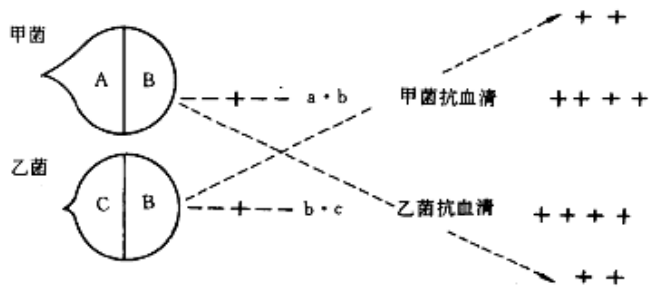 + +
甲菌
A B
+ a·b 甲菌抗血清 + + + +
乙菌
C B
+ b·c 乙菌抗血清 + + + +
+ +